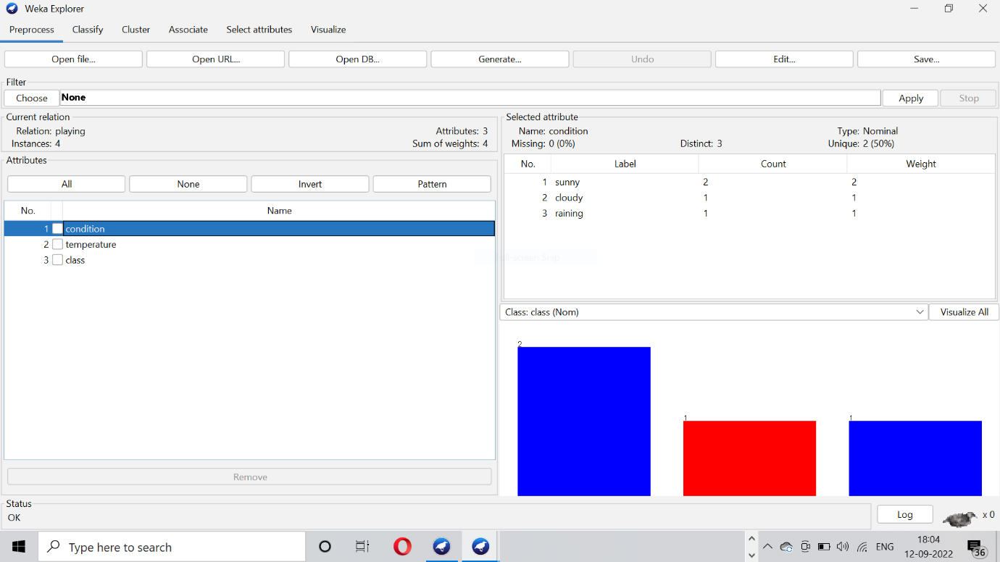 Weka Explorer
Preprocess Classify Cluster Associate Select attributes Visualize
Open file... Open URL... Open DB... Generate... Undo Edit... Save...
Filter
Choose None Apply Stop
Current relation
Relation: playing Attributes: 3
Instances: 4 Sum of weights: 4
Attributes
All None Invert Pattern
No. Name
1 condition
2 temperature
3 class
Remove
Selected attribute
Name: condition Type: Nominal
Missing: 0 (0%) Distinct: 3 Unique: 2 (50%)
No. Label Count Weight
1 sunny 2 2
2 cloudy 1 1
3 raining 1 1
Class: class (Nom) Visualize All
2
1 1
Status
OK
Log x 0
Type here to search
ENG
18:04
12-09-2022
36